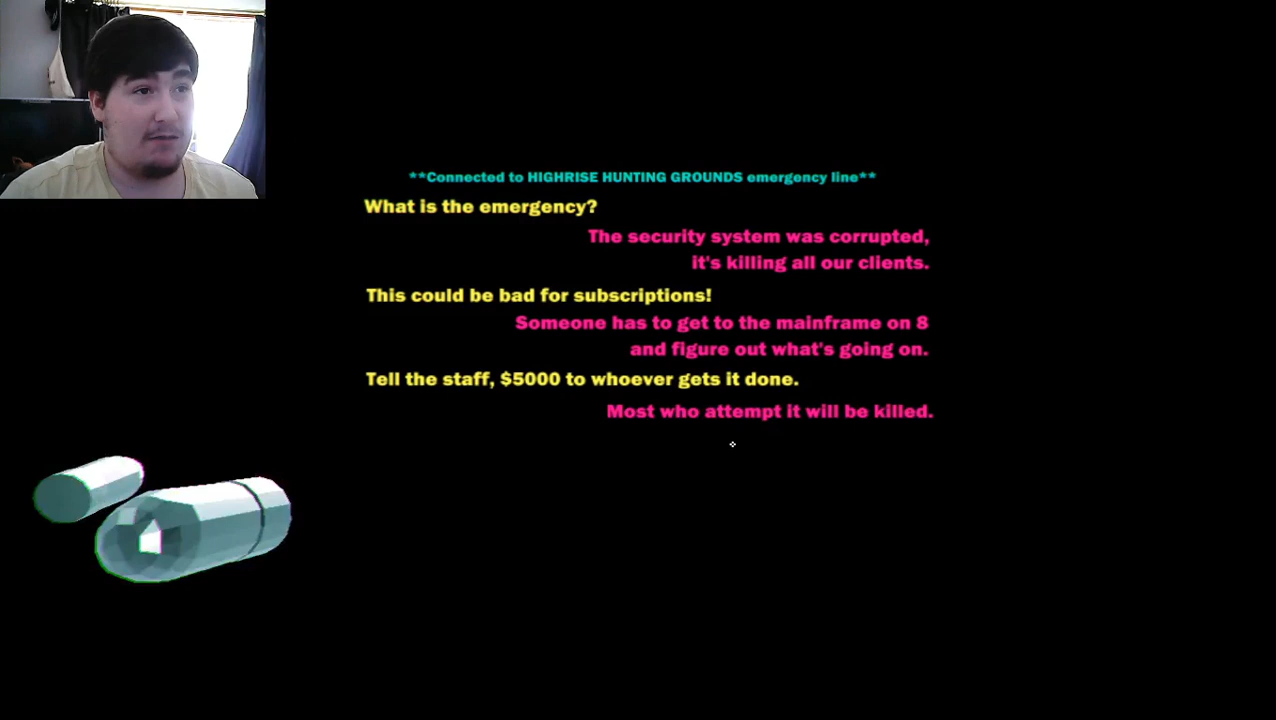 **Connected to HIGHRISE HUNTING GROUNDS emergency line**
What is the emergency?
The security system was corrupted,
it's killing all our clients.
This could be bad for subscriptions!
Someone has to get to the mainframe on 8
and figure out what's going on.
Tell the staff, $5000 to whoever gets it done.
Most who attempt it will be killed.